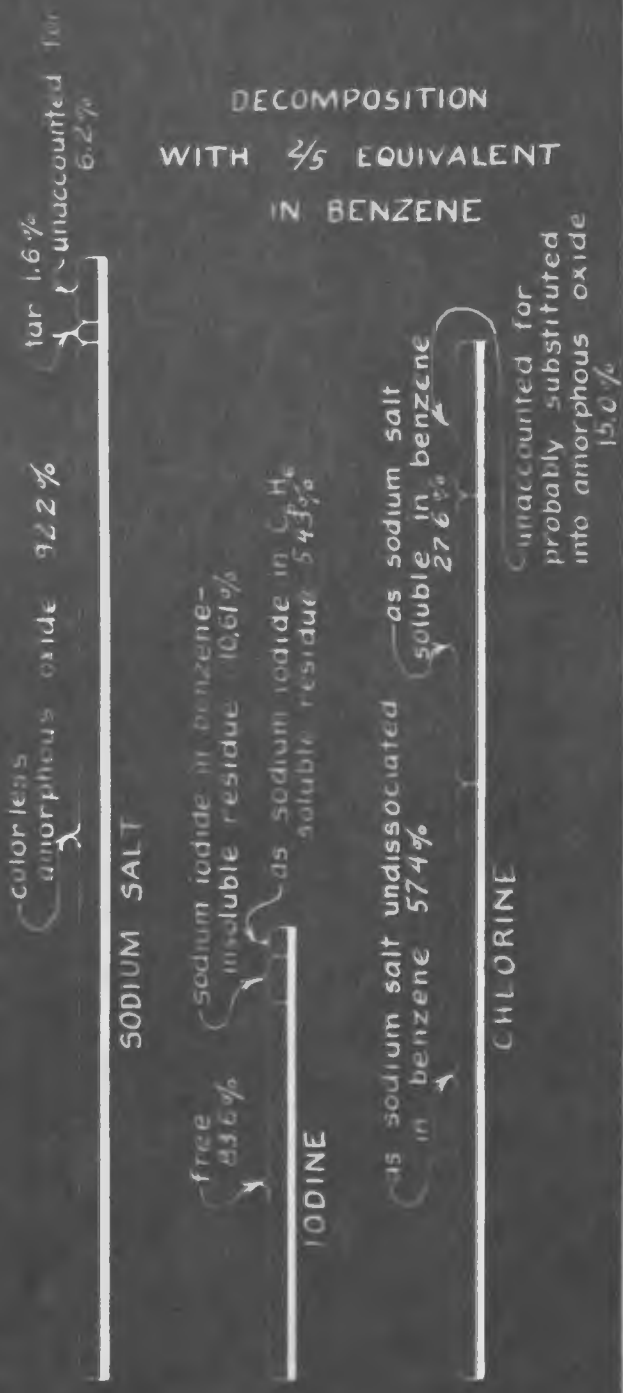 DECOMPOSITION
WITH 2/5 EQUIVALENT
IN BENZENE
colorless
amorphous oxide 92.2%
tar 1.6%
unaccounted for
6.2%
SODIUM SALT
free
83.6%
sodium iodide in benzene-
insoluble residue 10.61%
as sodium iodide in C6H6
soluble residue 5.43%
IODINE
as sodium salt undissociated
in benzene 57.4%
as sodium salt
soluble in benzene
27.6%
unaccounted for
probably substituted
into amorphous oxide
15.0%
CHLORINE